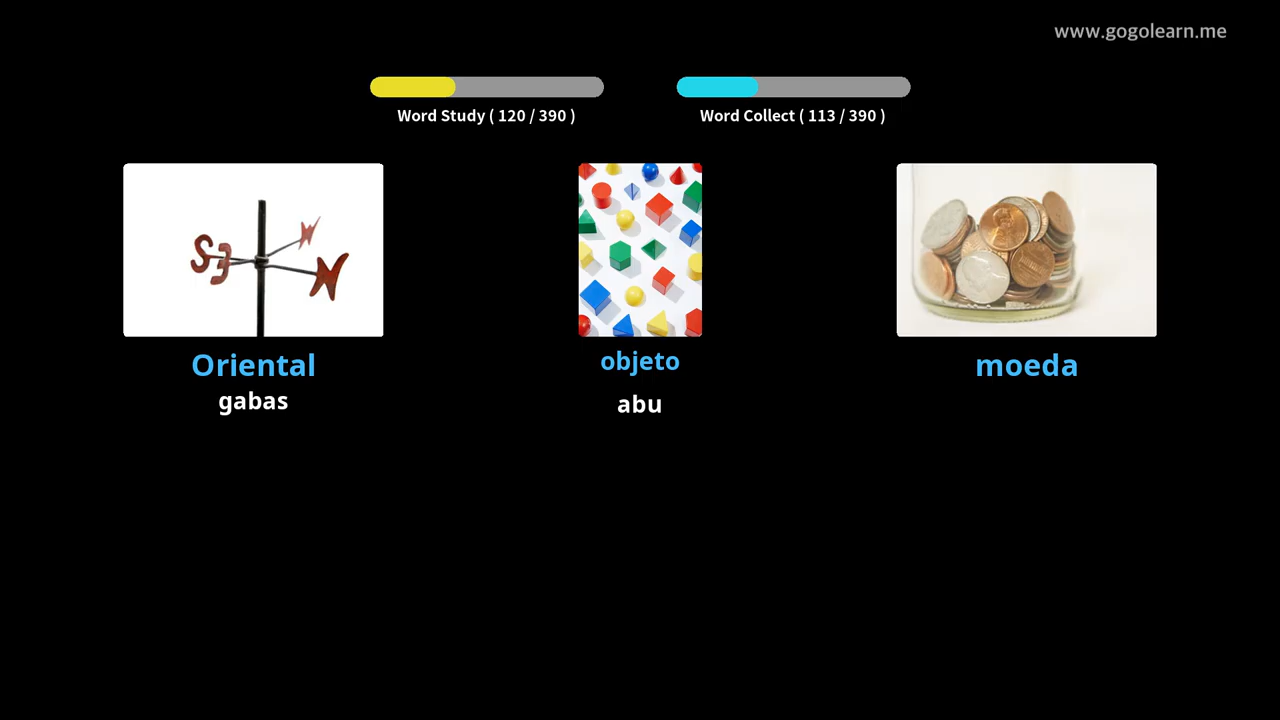 www.gogolearn.me
Word Study ( 120 / 390 )
Word Collect ( 113 / 390 )
S E N W
Oriental
objeto
moeda
gabas
abu